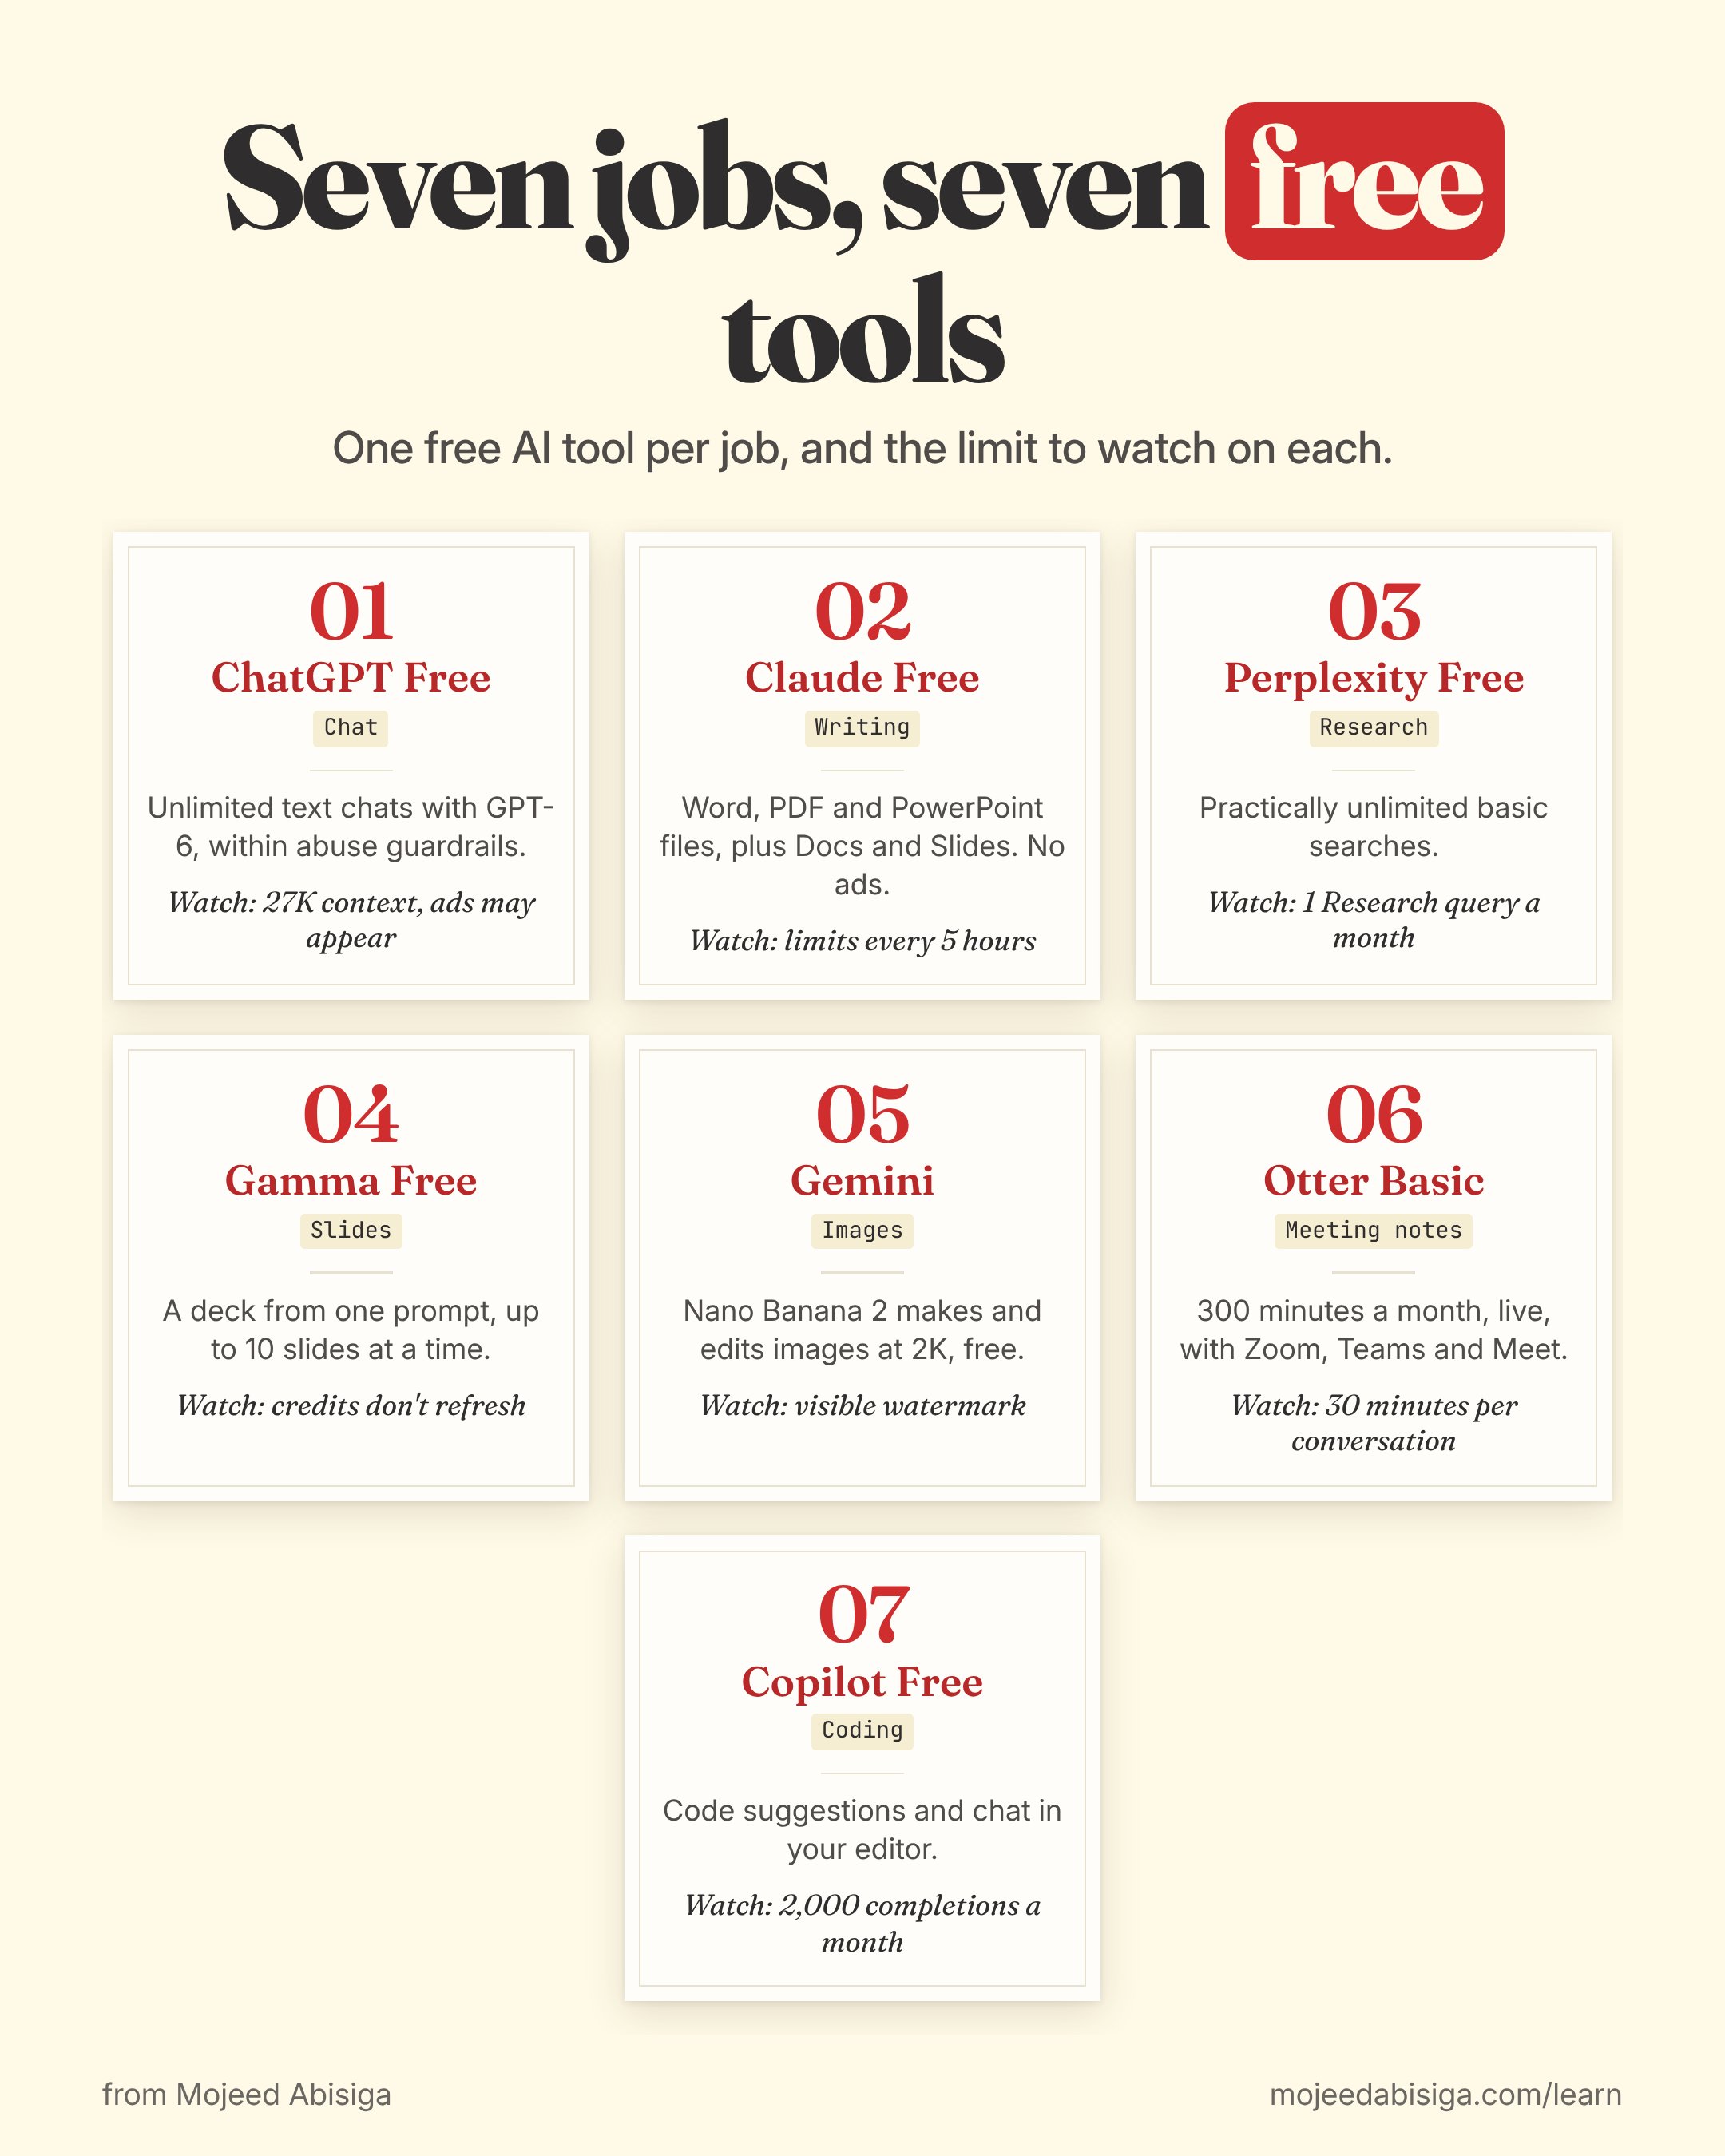 Seven jobs, seven free
tools
One free AI tool per job, and the limit to watch on each.
01
ChatGPT Free
Chat
Unlimited text chats with GPT-
6, within abuse guardrails.
Watch: 27K context, ads may
appear
02
Claude Free
Writing
Word, PDF and PowerPoint
files, plus Docs and Slides. No
ads.
Watch: limits every 5 hours
03
Perplexity Free
Research
Practically unlimited basic
searches.
Watch: 1 Research query a
month
04
Gamma Free
Slides
A deck from one prompt, up
to 10 slides at a time.
Watch: credits don't refresh
05
Gemini
Images
Nano Banana 2 makes and
edits images at 2K, free.
Watch: visible watermark
06
Otter Basic
Meeting notes
300 minutes a month, live,
with Zoom, Teams and Meet.
Watch: 30 minutes per
conversation
07
Copilot Free
Coding
Code suggestions and chat in
your editor.
Watch: 2,000 completions a
month
from Mojeed Abisiga
mojeedabisiga.com/learn